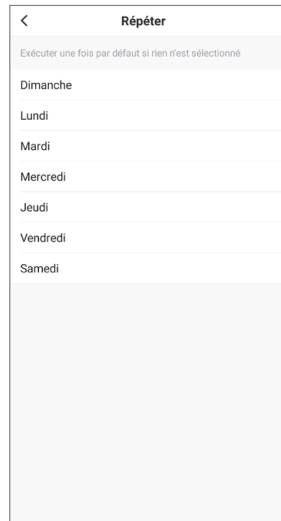 Répéter
Exécuter une fois par défaut si rien n'est sélectionné
Dimanche
Lundi
Mardi
Mercredi
Jeudi
Vendredi
Samedi